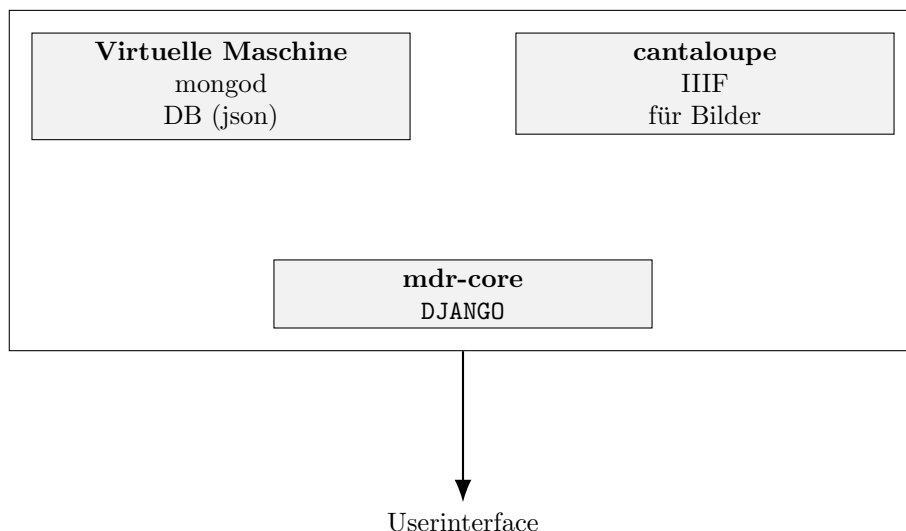 Virtuelle Maschine
mongod
DB (json)
cantaloupe
IIIF
für Bilder
mdr-core
DJANGO
Userinterface